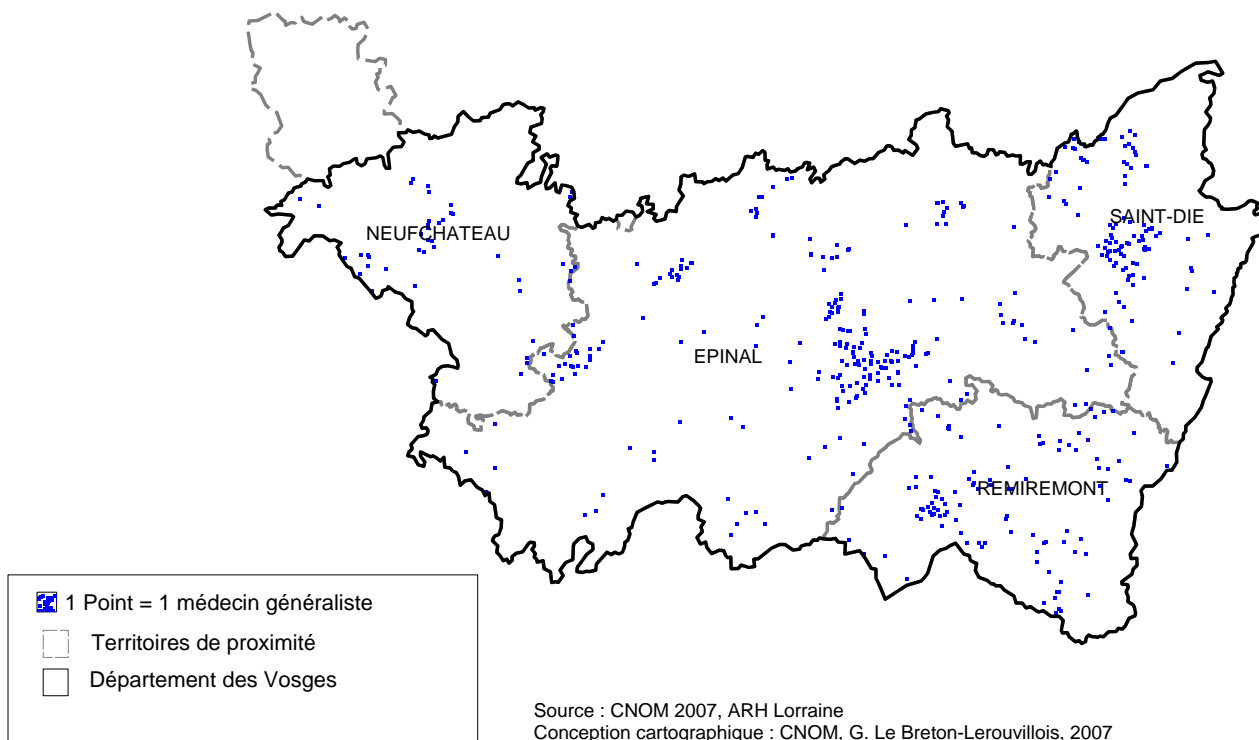 SAINT-DIE
NEUFCHATEAU
EPINAL
REMIREMONT
1 Point = 1 médecin généraliste
Territoires de proximité
Département des Vosges
Source : CNOM 2007, ARH Lorraine
Conception cartographique : CNOM, G. Le Breton-Lerouvillois, 2007